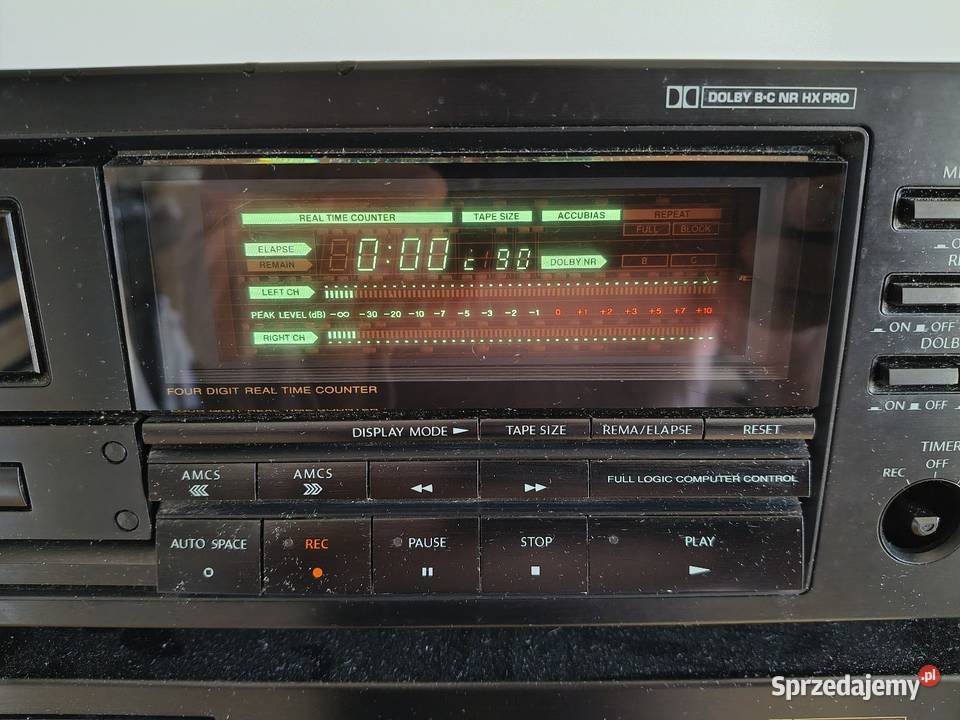 DOLBY B·C NR HX PRO
REAL TIME COUNTER TAPE SIZE ACCUBIAS REPEAT
FULL BLOCK
ELAPSE 0:00 c 90 DOLBY NR B C
REMAIN
LEFT CH
PEAK LEVEL (dB) -∞ -30 -20 -10 -7 -5 -3 -2 -1 0 +1 +2 +3 +5 +7 +10
RIGHT CH
FOUR DIGIT REAL TIME COUNTER
ON OFF
DISPLAY MODE TAPE SIZE REMA/ELAPSE RESET
ON OFF
AMCS AMCS FULL LOGIC COMPUTER CONTROL
TIMER
REC OFF
AUTO SPACE REC PAUSE STOP PLAY
Sprzedajemy.pl